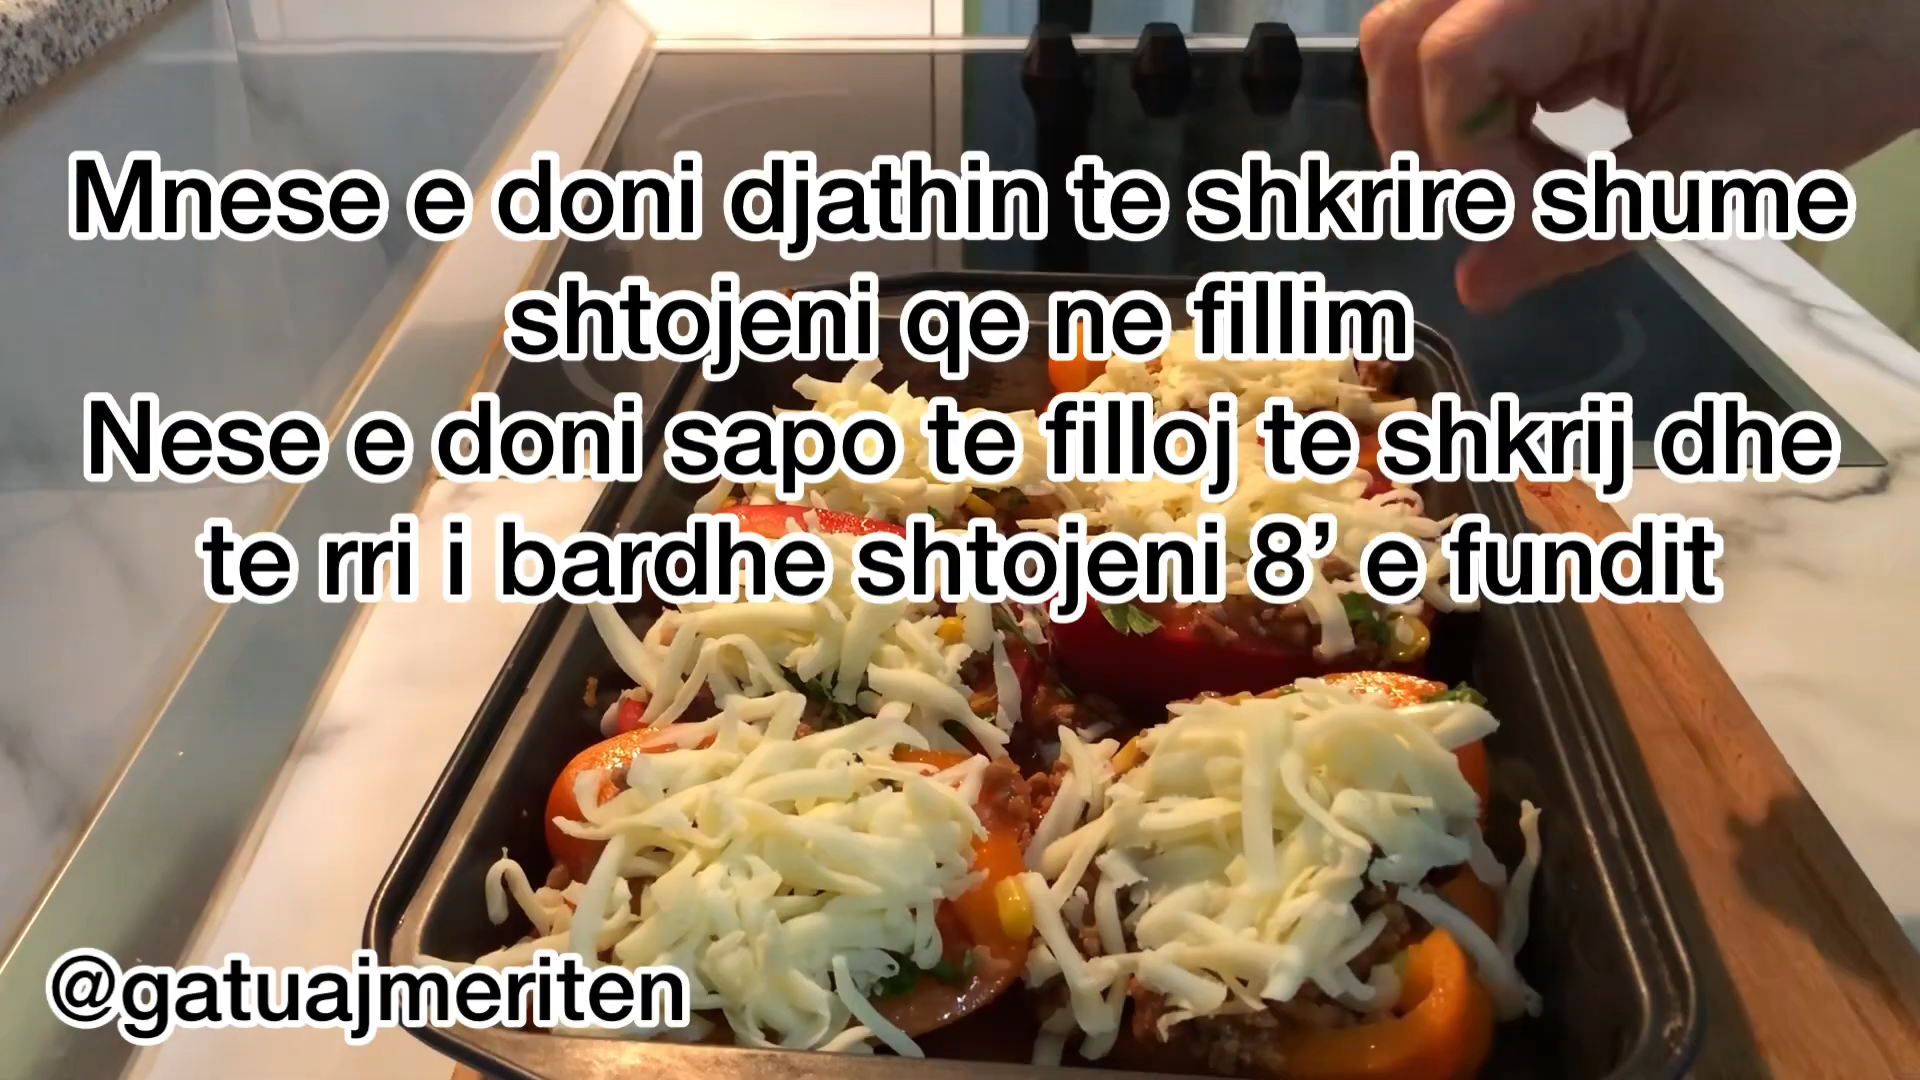 Mnese e doni djathin te shkrire shume
shtojeni qe ne fillim
Nese e doni sapo te filloj te shkrij dhe
te rri i bardhe shtojeni 8’ e fundit
@gatuajmeriten